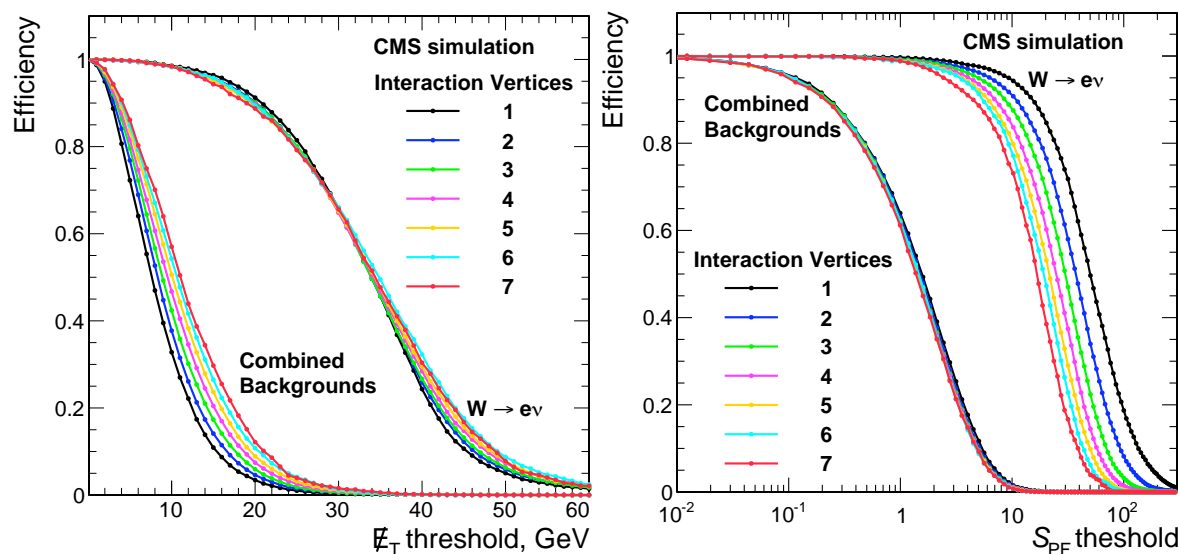 Efficiency
1
0.8
0.6
0.4
0.2
0
CMS simulation
Interaction Vertices
1
2
3
4
5
6
7
Combined
Backgrounds
W → eν
10 20 30 40 50 60
E̸_T threshold, GeV
Efficiency
1
0.8
0.6
0.4
0.2
0
CMS simulation
W → eν
Combined
Backgrounds
Interaction Vertices
1
2
3
4
5
6
7
10⁻² 10⁻¹ 1 10 10²
S_PF theshold